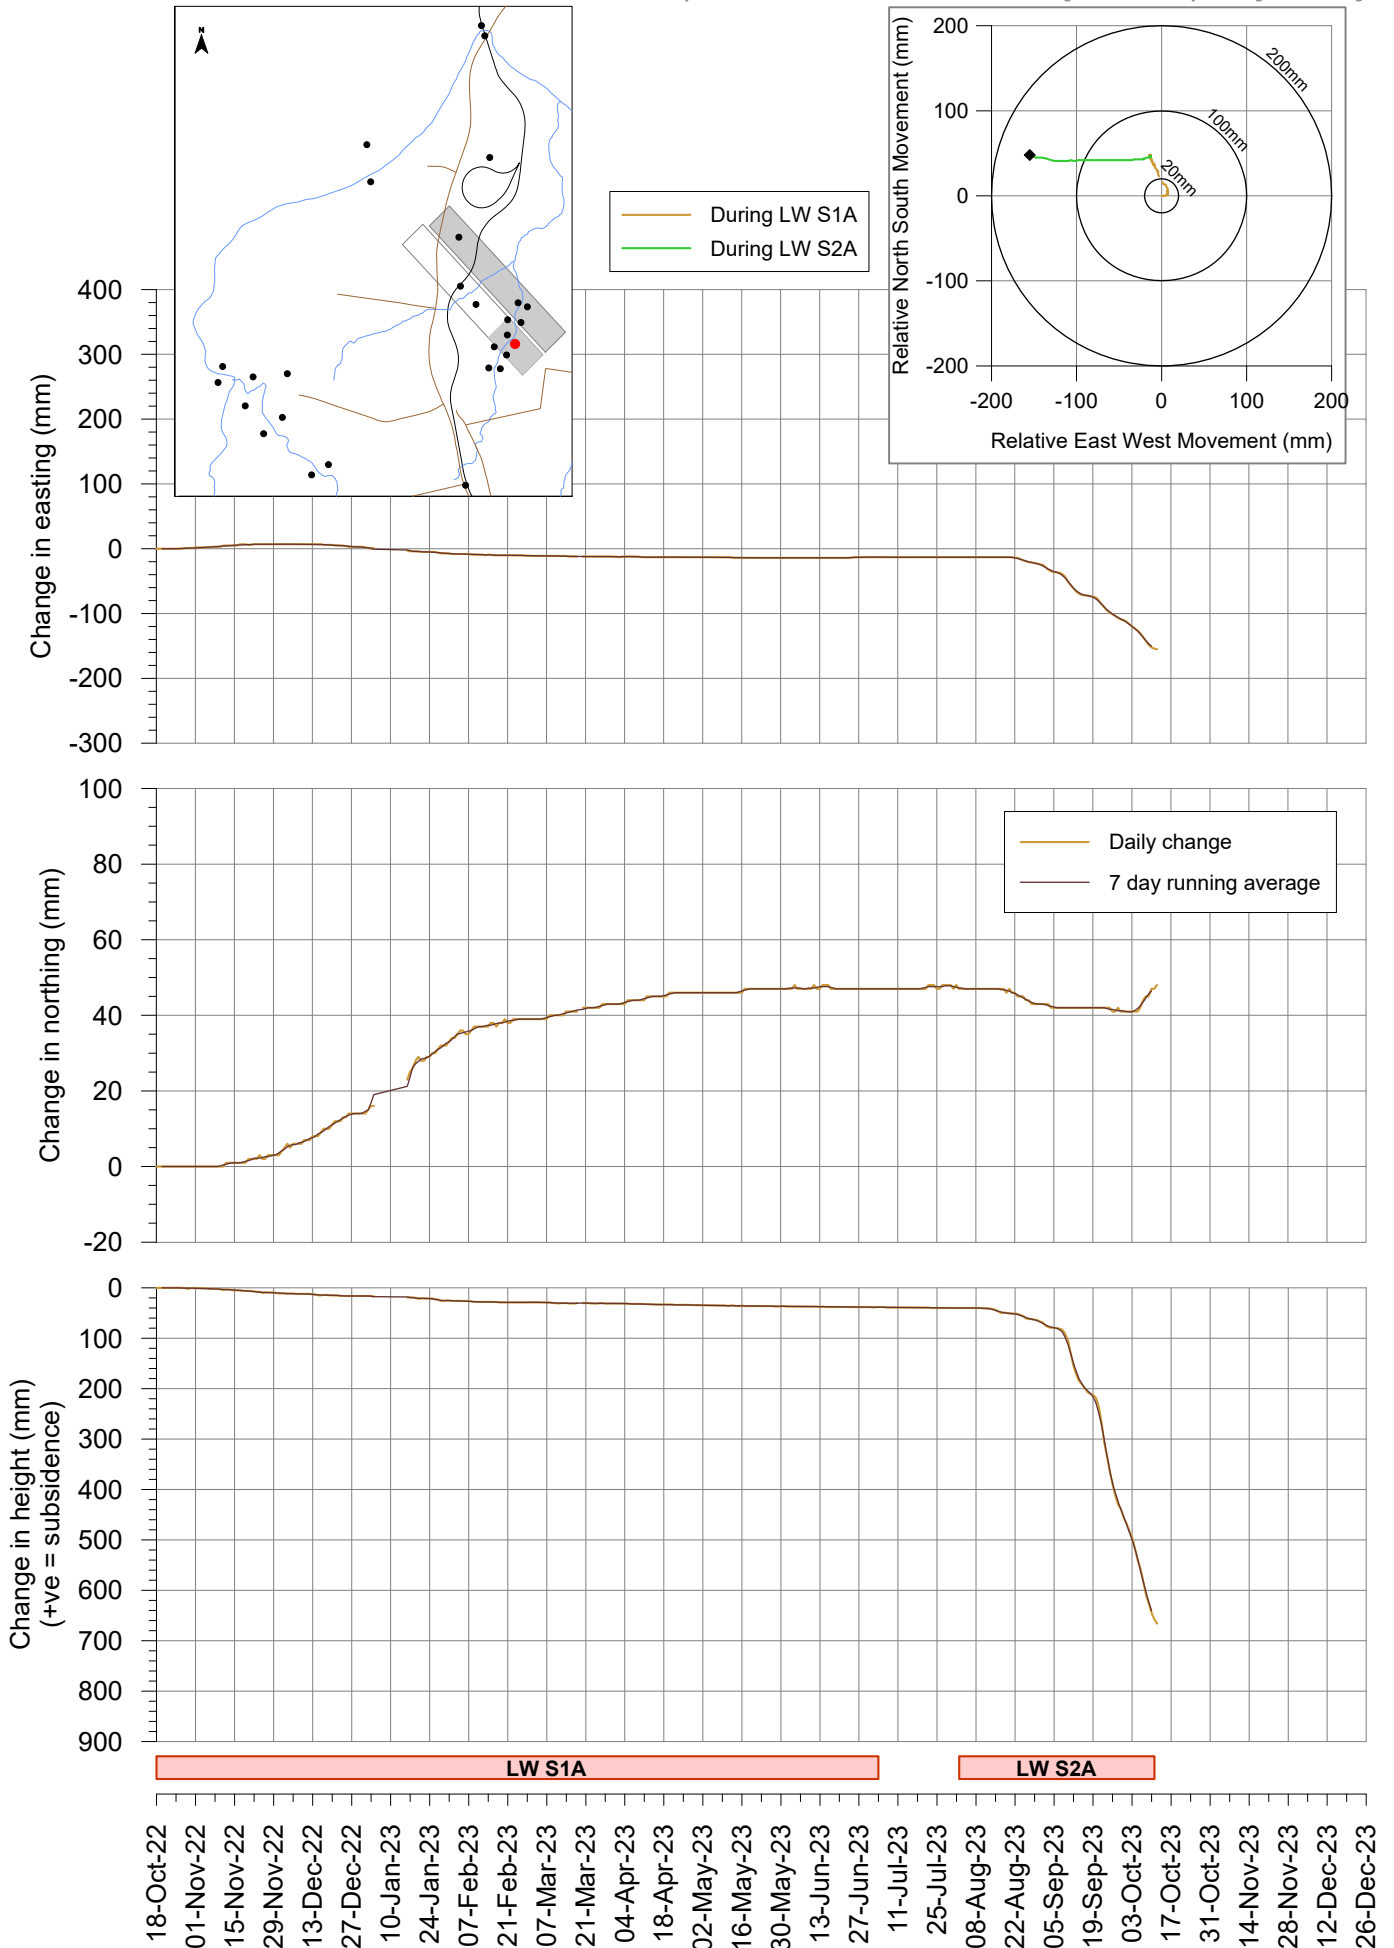 N
During LW S1A
During LW S2A
Relative North South Movement (mm)
200
100
0
-100
-200
200mm
100mm
20mm
-200
-100
0
100
200
Relative East West Movement (mm)
Change in easting (mm)
400
300
200
100
0
-100
-200
-300
Change in northing (mm)
100
80
60
40
20
0
-20
Daily change
7 day running average
Change in height (mm)
(+ve = subsidence)
0
100
200
300
400
500
600
700
800
900
LW S1A
LW S2A
18-Oct-22
01-Nov-22
15-Nov-22
29-Nov-22
13-Dec-22
27-Dec-22
10-Jan-23
24-Jan-23
07-Feb-23
21-Feb-23
07-Mar-23
21-Mar-23
04-Apr-23
18-Apr-23
02-May-23
16-May-23
30-May-23
13-Jun-23
27-Jun-23
11-Jul-23
25-Jul-23
08-Aug-23
22-Aug-23
05-Sep-23
19-Sep-23
03-Oct-23
17-Oct-23
31-Oct-23
14-Nov-23
28-Nov-23
12-Dec-23
26-Dec-23